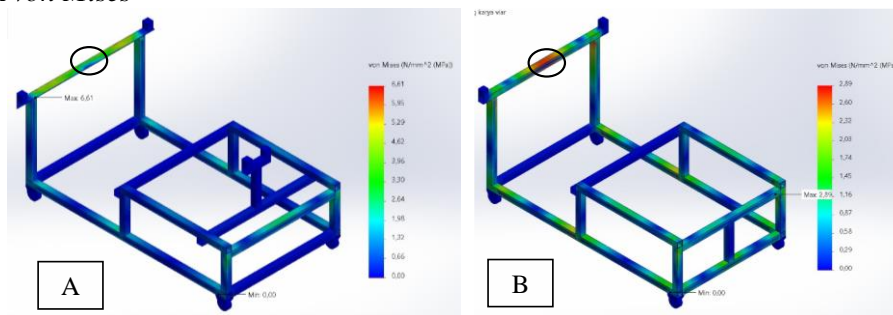 von Mises
karya viar
von Mises (N/mm^2 (MPa))
6,61
5,95
5,29
4,62
3,96
3,30
2,64
1,98
1,32
0,66
0,00
Max: 6,61
Min: 0,00
A
von Mises (N/mm^2 (MPa))
2,89
2,60
2,32
2,03
1,74
1,45
1,16
0,87
0,58
0,29
0,00
Max: 2,89
Min: 0,00
B